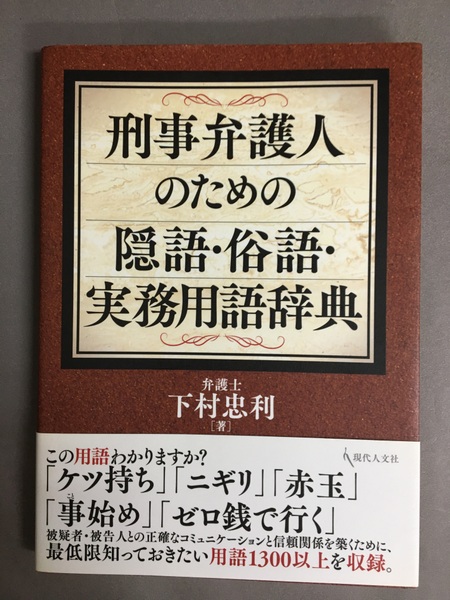 刑事弁護人
のための
隠語・俗語・
実務用語辞典
弁護士
下村忠利
[著]
現代人文社
この用語わかりますか?
「ケツ持ち」「ニギリ」「赤玉」
「事始め」「ゼロ銭で行く」
被疑者・被告人との正確なコミュニケーションと信頼関係を築くために、
最低限知っておきたい用語1300以上を収録。